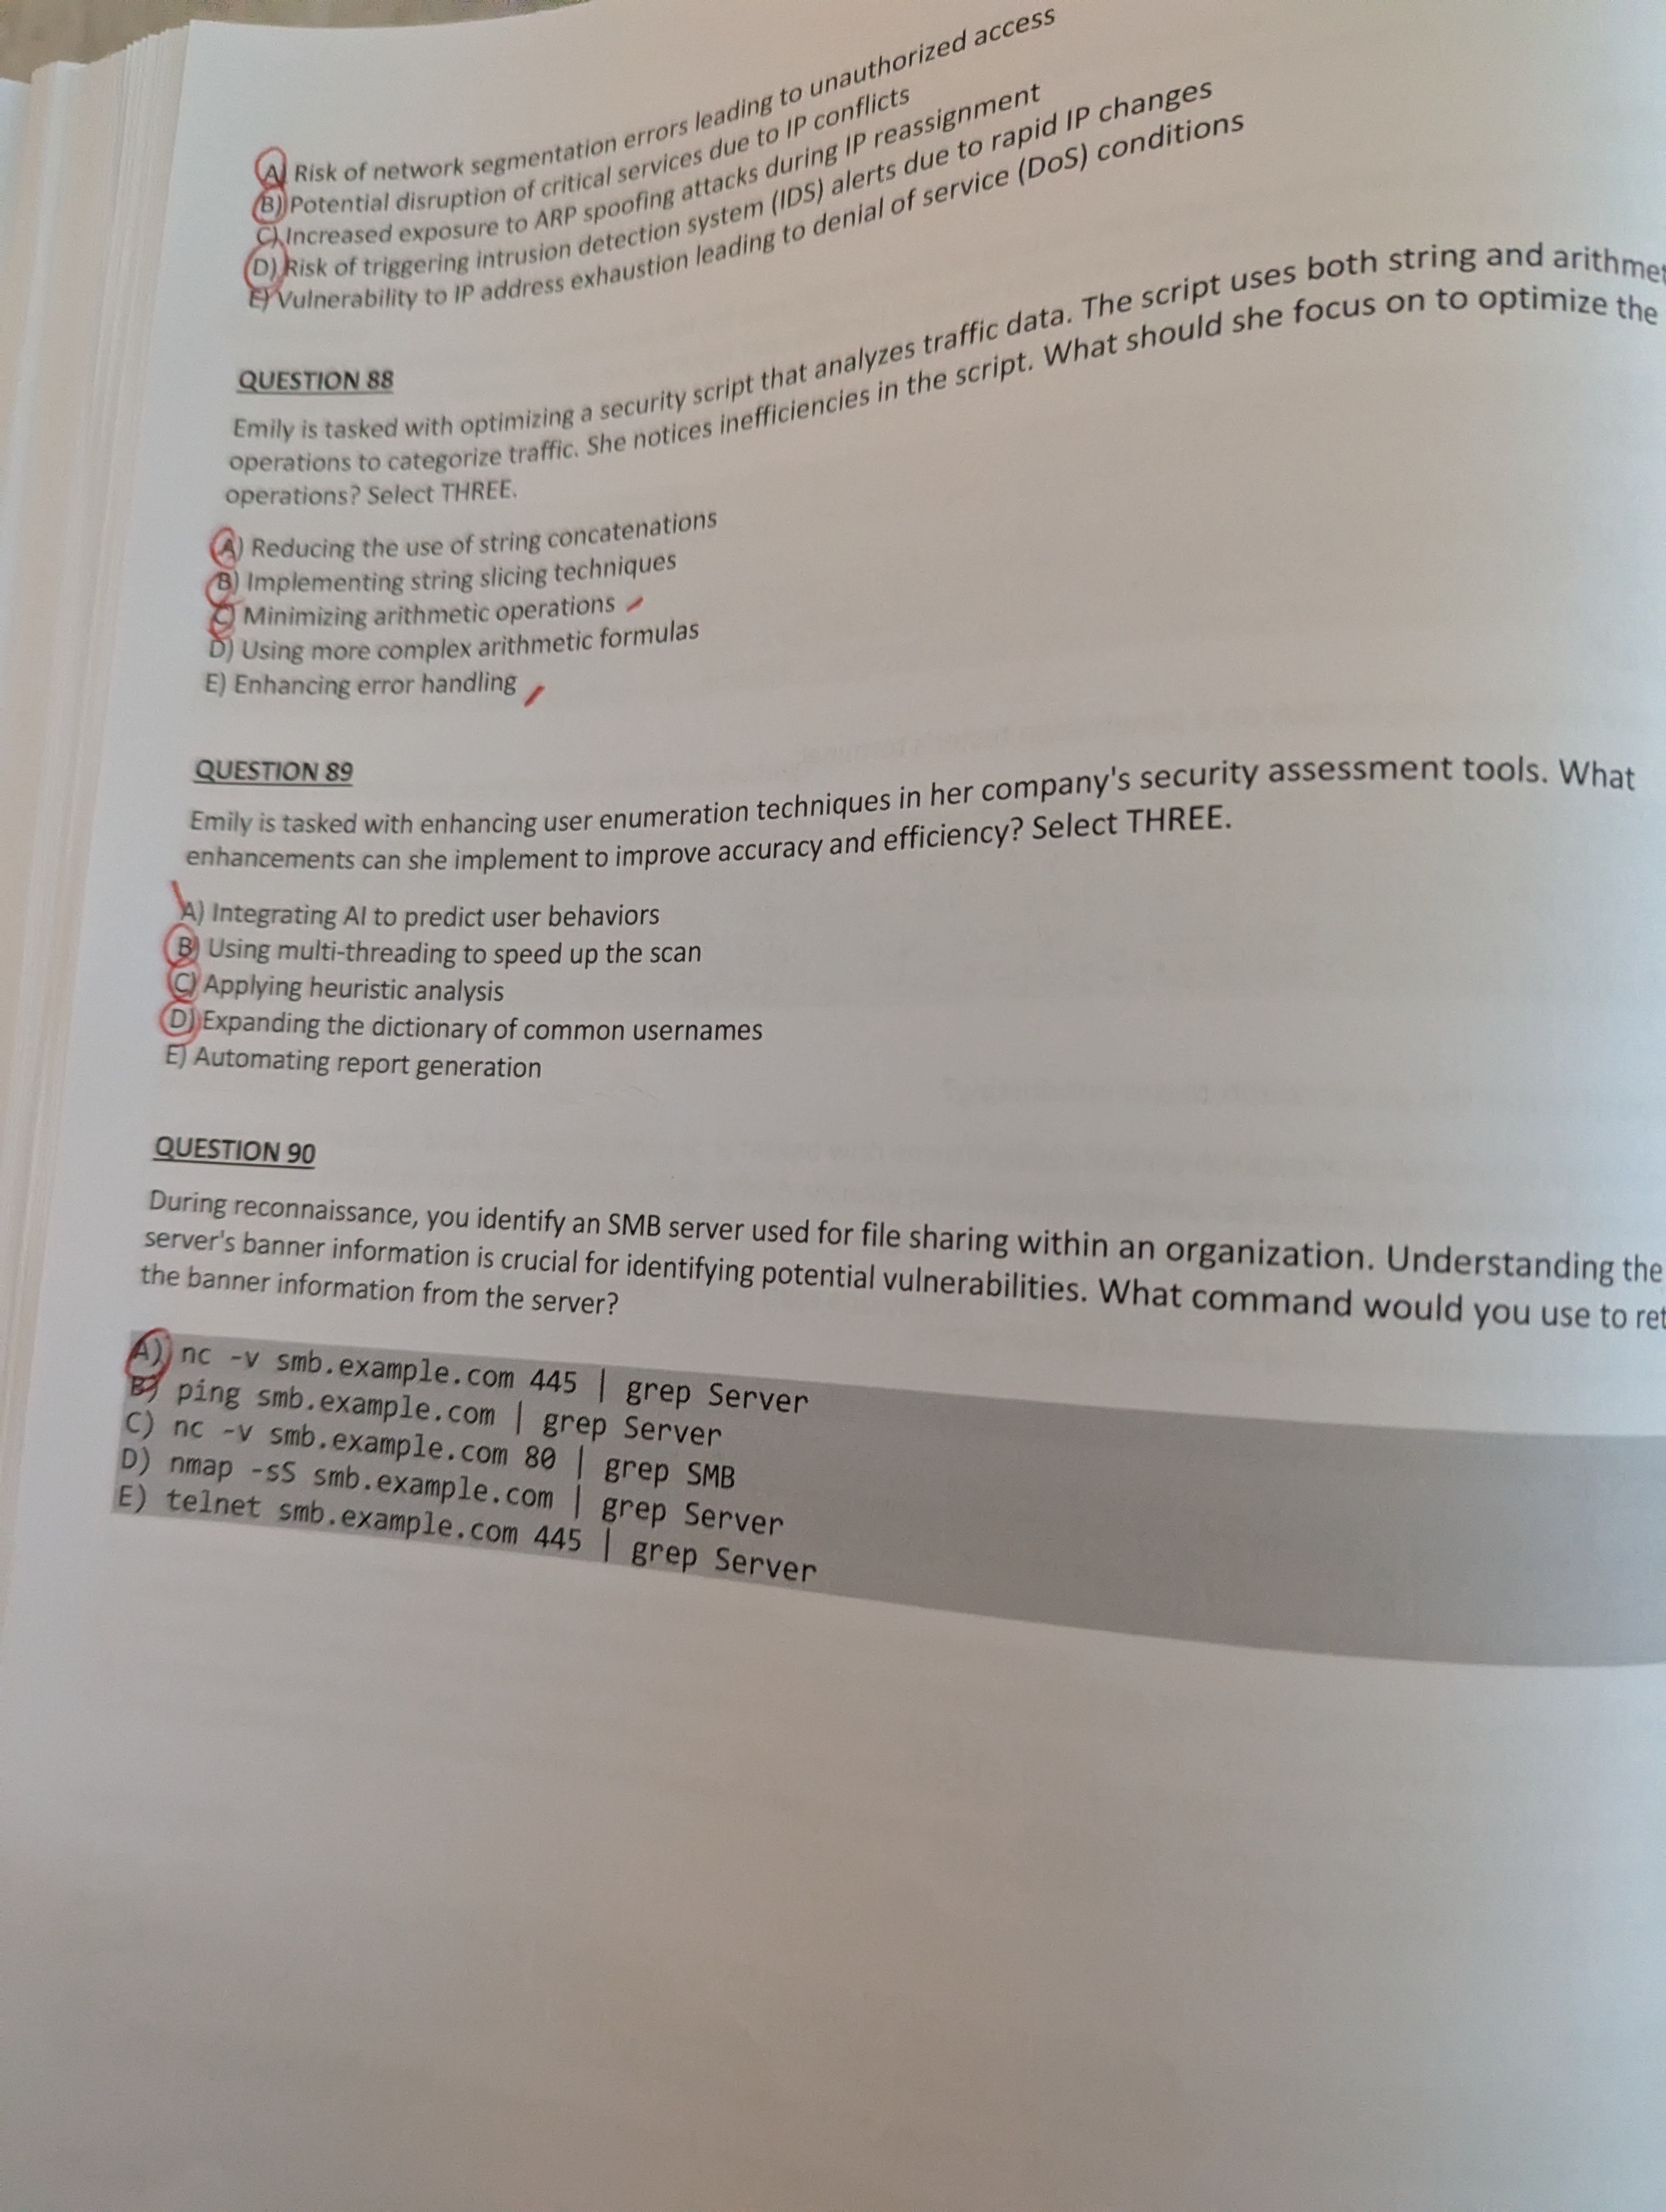 A) Risk of network segmentation errors leading to unauthorized access
B) Potential disruption of critical services due to IP conflicts
C) Increased exposure to ARP spoofing attacks during IP reassignment
D) Risk of triggering intrusion detection system (IDS) alerts due to rapid IP changes
E) Vulnerability to IP address exhaustion leading to denial of service (DoS) conditions
QUESTION 88
Emily is tasked with optimizing a security script that analyzes traffic data. The script uses both string and arithme
operations to categorize traffic. She notices inefficiencies in the script. What should she focus on to optimize the
operations? Select THREE.
A) Reducing the use of string concatenations
B) Implementing string slicing techniques
C) Minimizing arithmetic operations
D) Using more complex arithmetic formulas
E) Enhancing error handling
QUESTION 89
Emily is tasked with enhancing user enumeration techniques in her company's security assessment tools. What
enhancements can she implement to improve accuracy and efficiency? Select THREE.
A) Integrating AI to predict user behaviors
B) Using multi-threading to speed up the scan
C) Applying heuristic analysis
D) Expanding the dictionary of common usernames
E) Automating report generation
QUESTION 90
During reconnaissance, you identify an SMB server used for file sharing within an organization. Understanding the
server's banner information is crucial for identifying potential vulnerabilities. What command would you use to ret
the banner information from the server?
A) nc -v smb.example.com 445 | grep Server
B) ping smb.example.com | grep Server
C) nc -v smb.example.com 80 | grep SMB
D) nmap -sS smb.example.com | grep Server
E) telnet smb.example.com 445 | grep Server